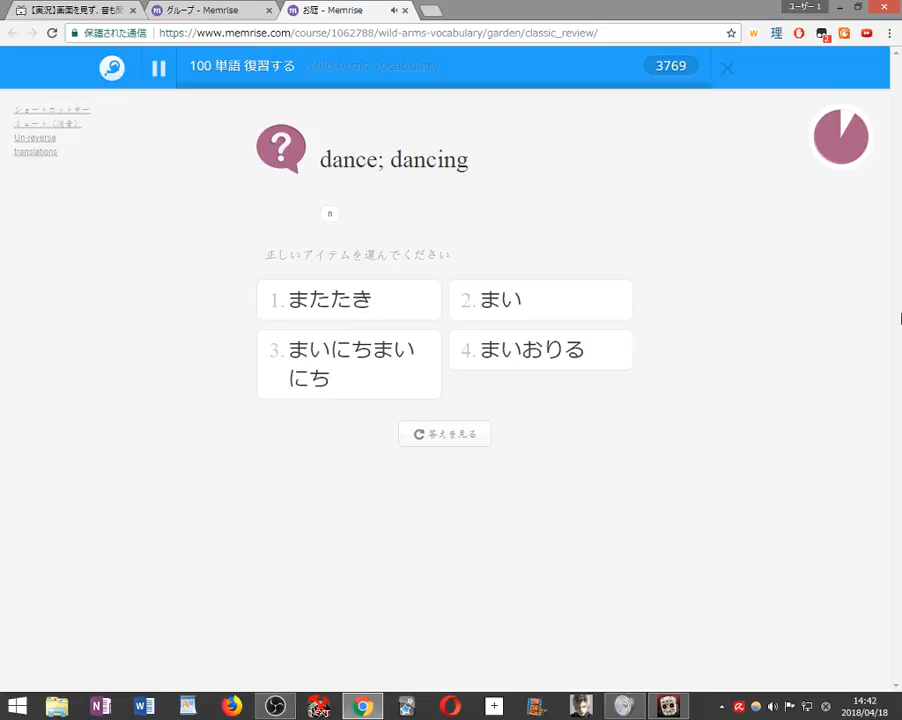 【実況】画面を見ず、音も
グループ - Memrise
お庭 - Memrise
ユーザー 1
保護された通信
https://www.memrise.com/course/1062788/wild-arms-vocabulary/garden/classic_review/
100 単語 復習する
Wild Arms Vocabulary
3769
ショートカットキー
ミュート（消音）
Un-reverse
translations
dance; dancing
n
正しいアイテムを選んでください
1. またたき
2. まい
3. まいにちまい
にち
4. まいおりる
答えを見る
14:42
2018/04/18